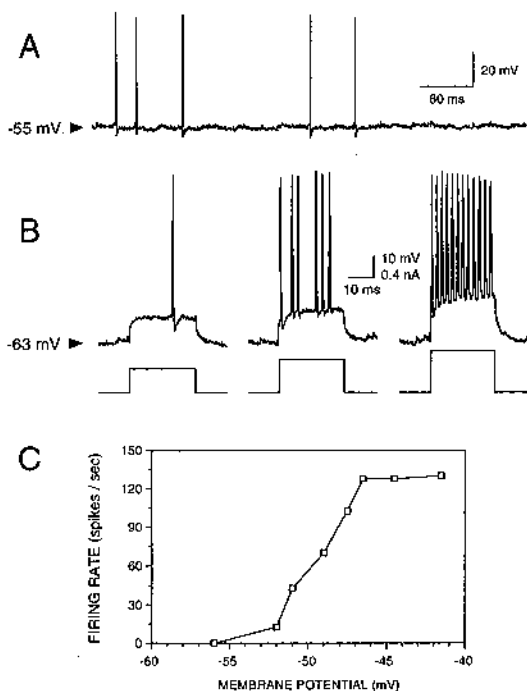 A
20 mV
60 ms
-55 mV.
B
10 mV
0.4 nA
10 ms
-63 mV
C
FIRING RATE (spikes / sec)
150
120
90
60
30
0
-60 -55 -50 -45 -40
MEMBRANE POTENTIAL (mV)